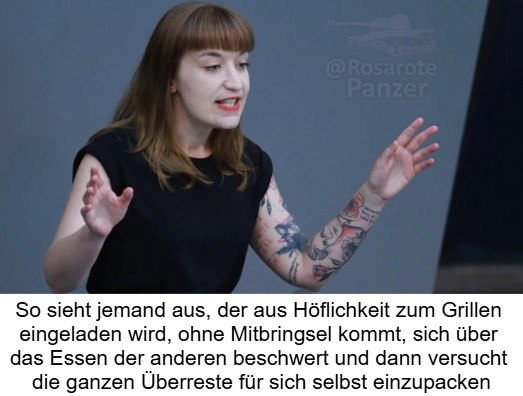 @Rosarote
Panzer
So sieht jemand aus, der aus Höflichkeit zum Grillen
eingeladen wird, ohne Mitbringsel kommt, sich über
das Essen der anderen beschwert und dann versucht
die ganzen Überreste für sich selbst einzupacken